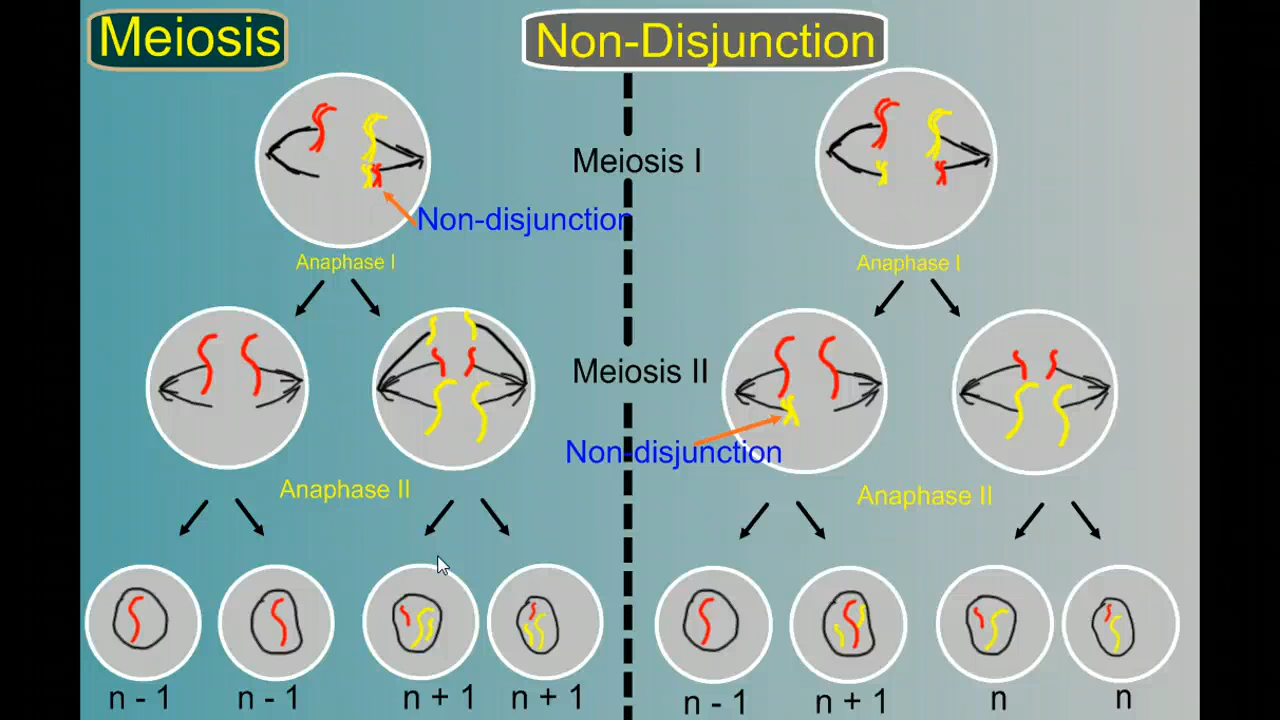 Meiosis
Non-Disjunction
Meiosis I
Non-disjunction
Anaphase I
Anaphase I
Meiosis II
Non-disjunction
Anaphase II
Anaphase II
n - 1
n - 1
n + 1
n + 1
n - 1
n + 1
n
n